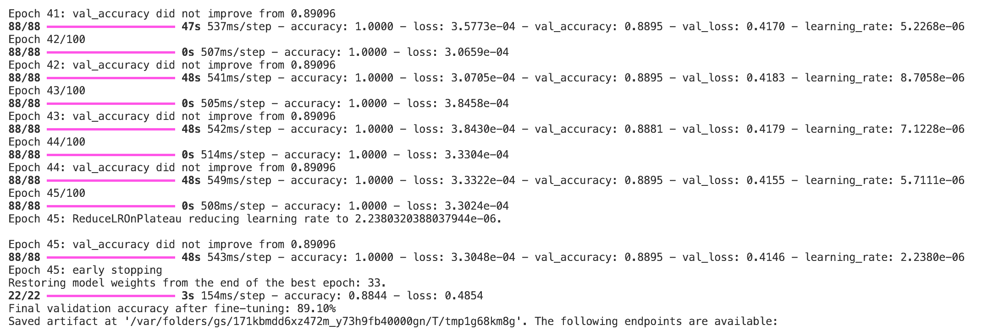 Epoch 41: val_accuracy did not improve from 0.89096
88/88 ━━━━━━━━━━━━━━━━━━━━ 47s 537ms/step - accuracy: 1.0000 - loss: 3.5773e-04 - val_accuracy: 0.8895 - val_loss: 0.4170 - learning_rate: 5.2268e-06
Epoch 42/100
88/88 ━━━━━━━━━━━━━━━━━━━━ 0s 507ms/step - accuracy: 1.0000 - loss: 3.0659e-04
Epoch 42: val_accuracy did not improve from 0.89096
88/88 ━━━━━━━━━━━━━━━━━━━━ 48s 541ms/step - accuracy: 1.0000 - loss: 3.0705e-04 - val_accuracy: 0.8895 - val_loss: 0.4183 - learning_rate: 8.7058e-06
Epoch 43/100
88/88 ━━━━━━━━━━━━━━━━━━━━ 0s 505ms/step - accuracy: 1.0000 - loss: 3.8458e-04
Epoch 43: val_accuracy did not improve from 0.89096
88/88 ━━━━━━━━━━━━━━━━━━━━ 48s 542ms/step - accuracy: 1.0000 - loss: 3.8430e-04 - val_accuracy: 0.8881 - val_loss: 0.4179 - learning_rate: 7.1228e-06
Epoch 44/100
88/88 ━━━━━━━━━━━━━━━━━━━━ 0s 514ms/step - accuracy: 1.0000 - loss: 3.3304e-04
Epoch 44: val_accuracy did not improve from 0.89096
88/88 ━━━━━━━━━━━━━━━━━━━━ 48s 549ms/step - accuracy: 1.0000 - loss: 3.3322e-04 - val_accuracy: 0.8895 - val_loss: 0.4155 - learning_rate: 5.7111e-06
Epoch 45/100
88/88 ━━━━━━━━━━━━━━━━━━━━ 0s 508ms/step - accuracy: 1.0000 - loss: 3.3024e-04
Epoch 45: ReduceLROnPlateau reducing learning rate to 2.2380320388037944e-06.
Epoch 45: val_accuracy did not improve from 0.89096
88/88 ━━━━━━━━━━━━━━━━━━━━ 48s 543ms/step - accuracy: 1.0000 - loss: 3.3048e-04 - val_accuracy: 0.8895 - val_loss: 0.4146 - learning_rate: 2.2380e-06
Epoch 45: early stopping
Restoring model weights from the end of the best epoch: 33.
22/22 ━━━━━━━━━━━━━━━━━━━━ 3s 154ms/step - accuracy: 0.8844 - loss: 0.4854
Final validation accuracy after fine-tuning: 89.10%
Saved artifact at '/var/folders/gs/171kbmdd6xz472m_y73h9fb40000gn/T/tmp1g68km8g'. The following endpoints are available: